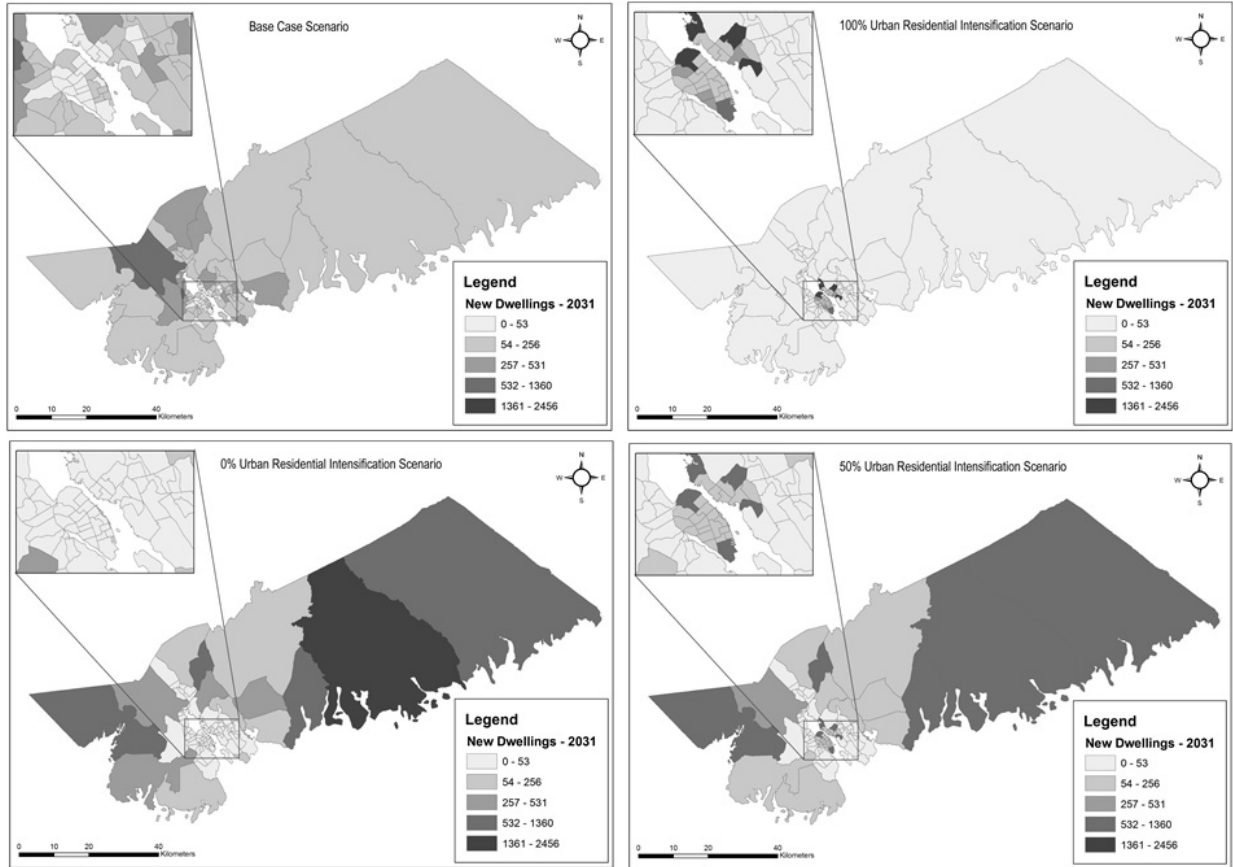 Base Case Scenario
N
W E
S
Legend
New Dwellings - 2031
0 - 53
54 - 256
257 - 531
532 - 1360
1361 - 2456
0 10 20 40
Kilometers
100% Urban Residential Intensification Scenario
N
W E
S
Legend
New Dwellings - 2031
0 - 53
54 - 256
257 - 531
532 - 1360
1361 - 2456
0 10 20 40
Kilometers
0% Urban Residential Intensification Scenario
N
W E
S
Legend
New Dwellings - 2031
0 - 53
54 - 256
257 - 531
532 - 1360
1361 - 2456
0 10 20 40
Kilometers
50% Urban Residential Intensification Scenario
N
W E
S
Legend
New Dwellings - 2031
0 - 53
54 - 256
257 - 531
532 - 1360
1361 - 2456
0 10 20 40
Kilometers